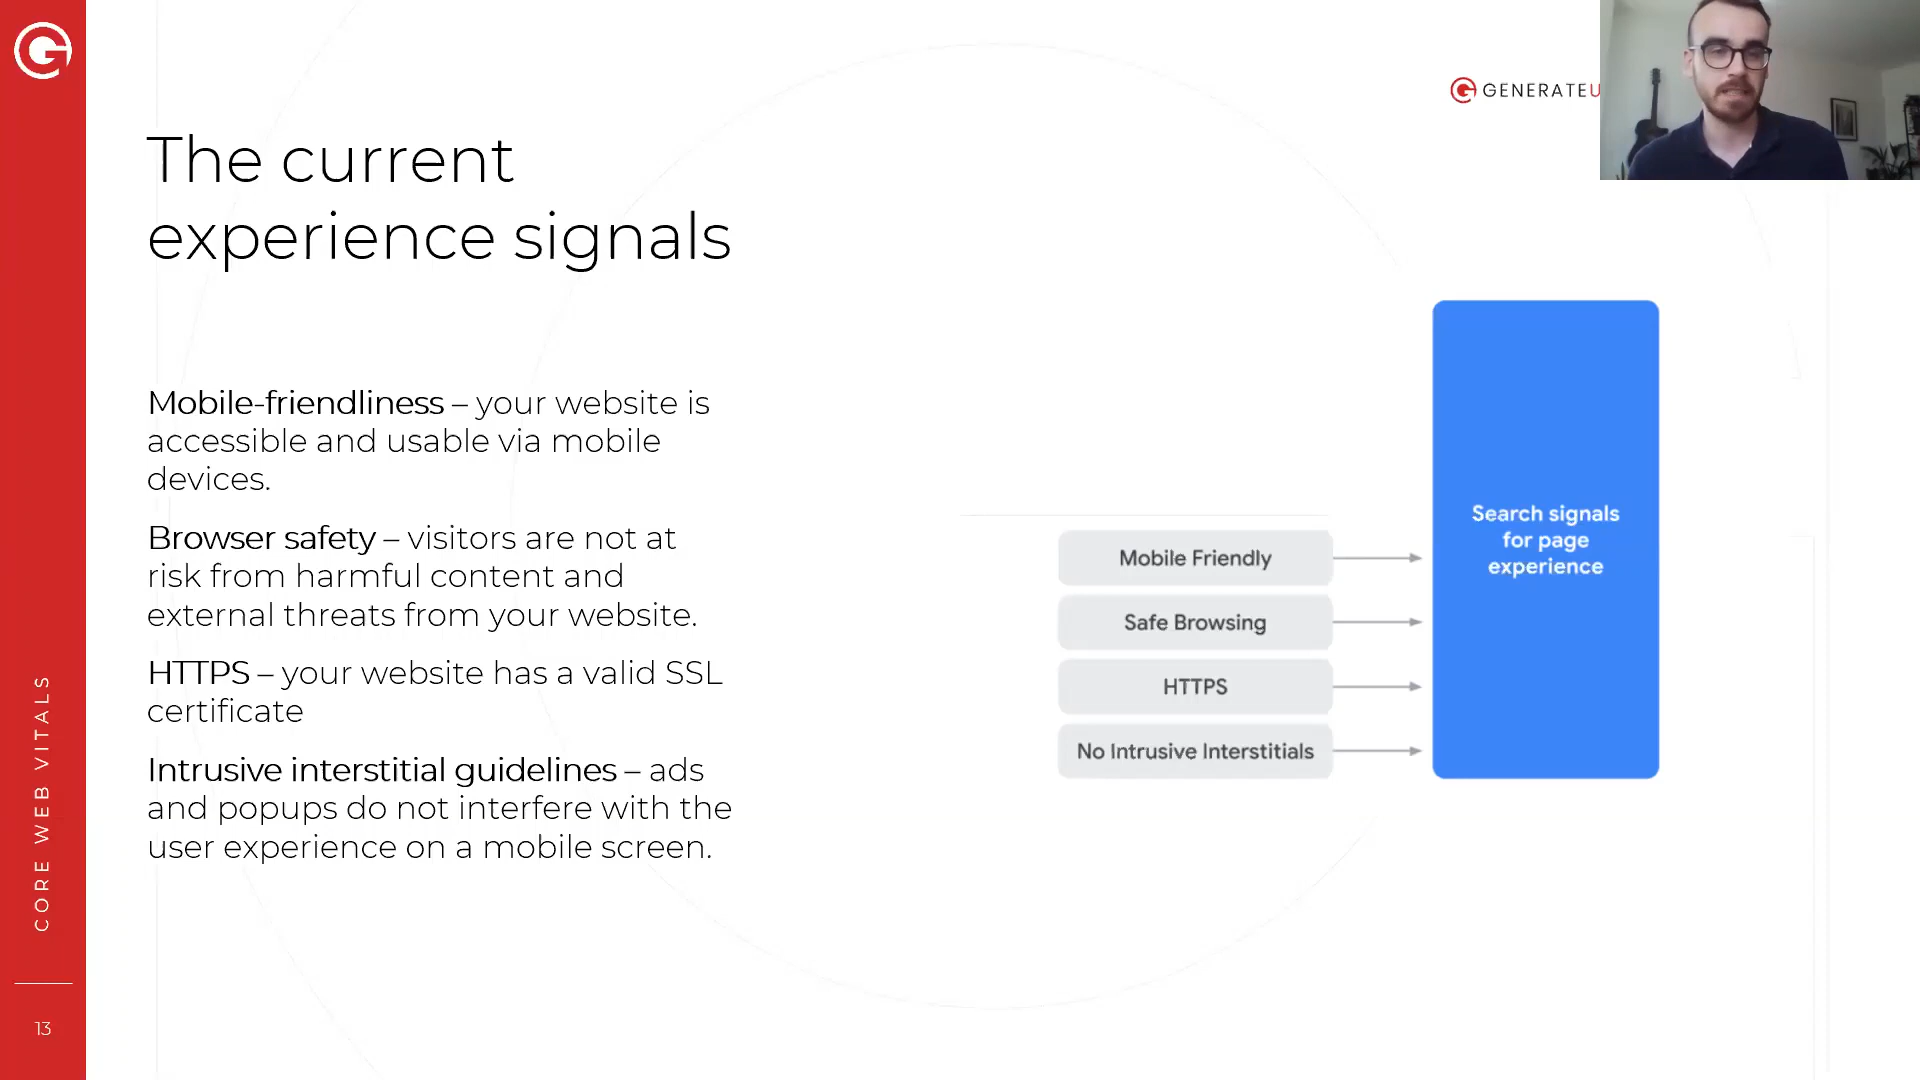 GENERATEU
The current
experience signals
Mobile-friendliness – your website is
accessible and usable via mobile
devices.
Browser safety – visitors are not at
risk from harmful content and
external threats from your website.
HTTPS – your website has a valid SSL
certificate
Intrusive interstitial guidelines – ads
and popups do not interfere with the
user experience on a mobile screen.
Mobile Friendly
Safe Browsing
HTTPS
No Intrusive Interstitials
Search signals
for page
experience
CORE WEB VITALS
13